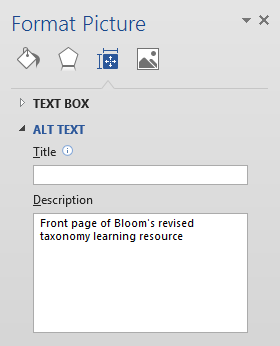 Format Picture
TEXT BOX
ALT TEXT
Title
Description
Front page of Bloom's revised
taxonomy learning resource